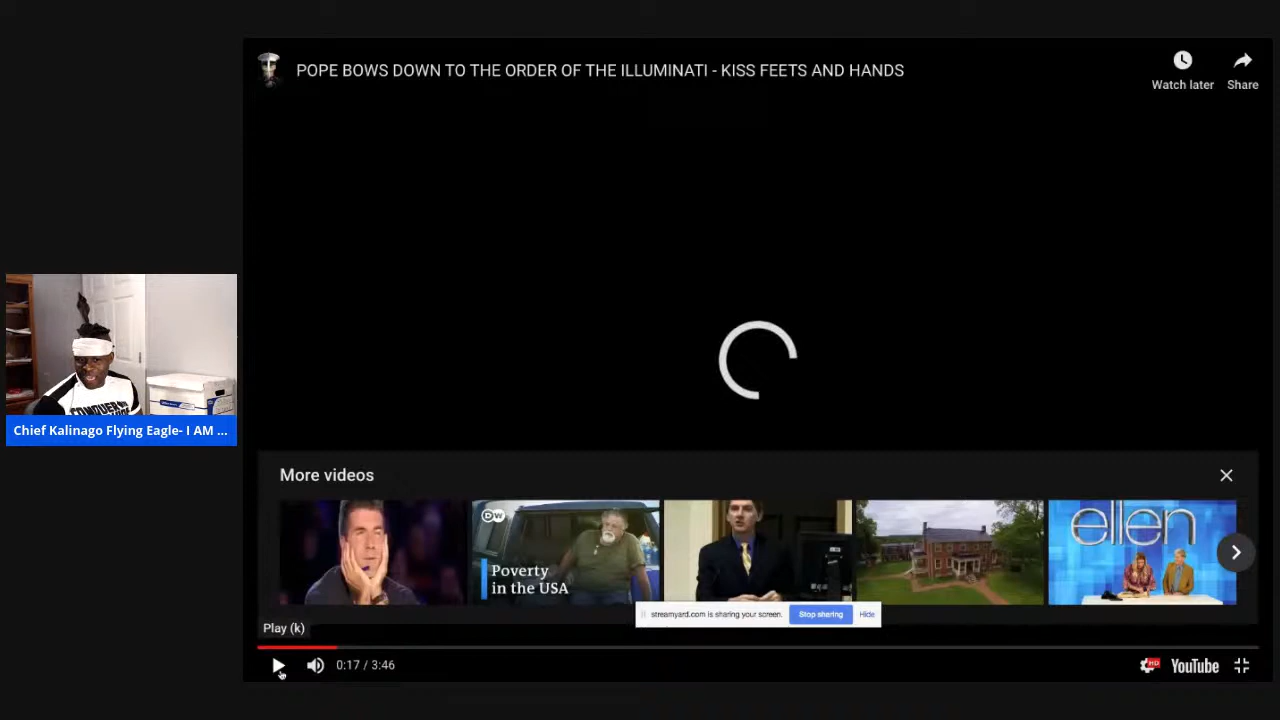 POPE BOWS DOWN TO THE ORDER OF THE ILLUMINATI - KISS FEETS AND HANDS
Watch later
Share
Chief Kalinago Flying Eagle- I AM ...
More videos
DW
Poverty
in the USA
ellen
streamyard.com is sharing your screen.
Stop sharing
Hide
Play (k)
0:17 / 3:46
HD
YouTube